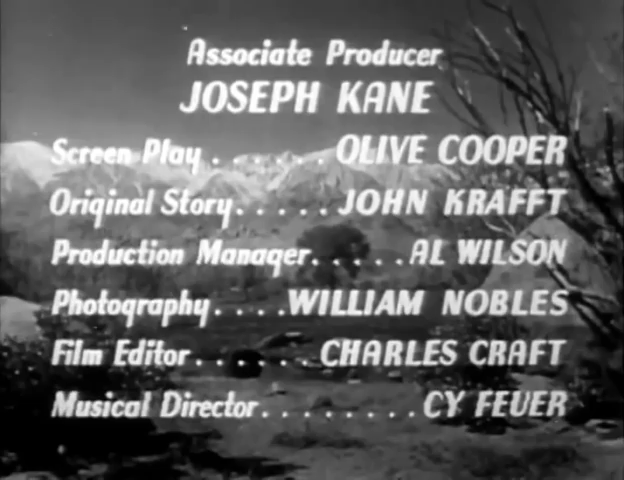 Associate Producer
JOSEPH KANE
Screen Play . . . . . . OLIVE COOPER
Original Story. . . . . JOHN KRAFFT
Production Manager. . . . . AL WILSON
Photography. . . . WILLIAM NOBLES
Film Editor . . . . . . CHARLES CRAFT
Musical Director. . . . . . . . CY FEUER